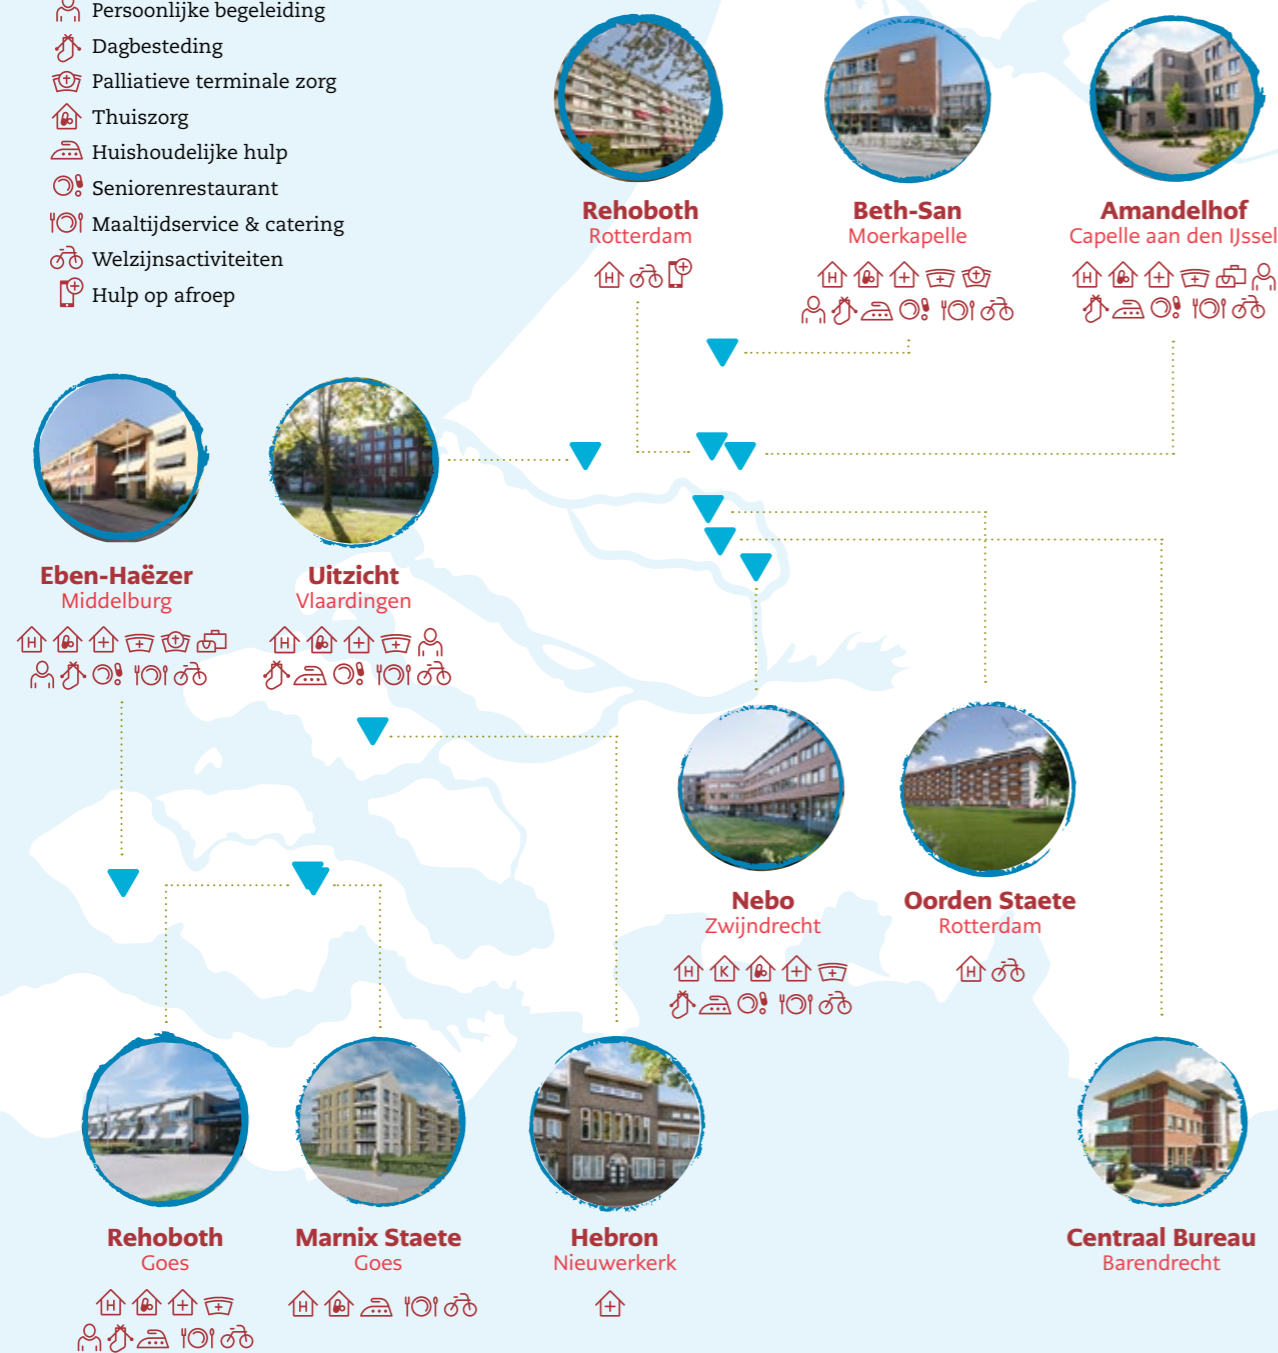 Persoonlijke begeleiding
Dagbesteding
Palliatieve terminale zorg
Thuiszorg
Huishoudelijke hulp
Seniorenrestaurant
Maaltijdservice & catering
Welzijnsactiviteiten
Hulp op afroep
Rehoboth
Rotterdam
Beth-San
Moerkapelle
Amandelhof
Capelle aan den IJssel
Eben-Haëzer
Middelburg
Uitzicht
Vlaardingen
Nebo
Zwijndrecht
Oorden Staete
Rotterdam
Rehoboth
Goes
Marnix Staete
Goes
Hebron
Nieuwerkerk
Centraal Bureau
Barendrecht